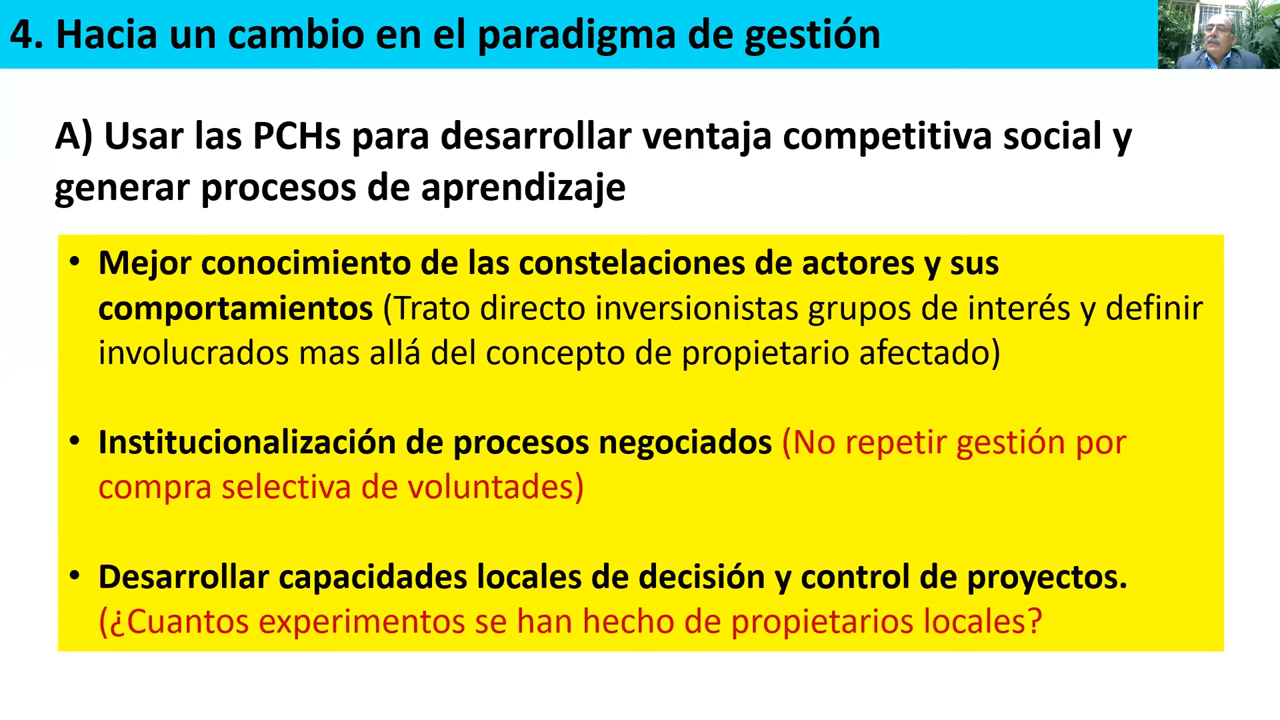 4. Hacia un cambio en el paradigma de gestión
A) Usar las PCHs para desarrollar ventaja competitiva social y
generar procesos de aprendizaje
• Mejor conocimiento de las constelaciones de actores y sus
comportamientos (Trato directo inversionistas grupos de interés y definir
involucrados mas allá del concepto de propietario afectado)
• Institucionalización de procesos negociados (No repetir gestión por
compra selectiva de voluntades)
• Desarrollar capacidades locales de decisión y control de proyectos.
(¿Cuantos experimentos se han hecho de propietarios locales?